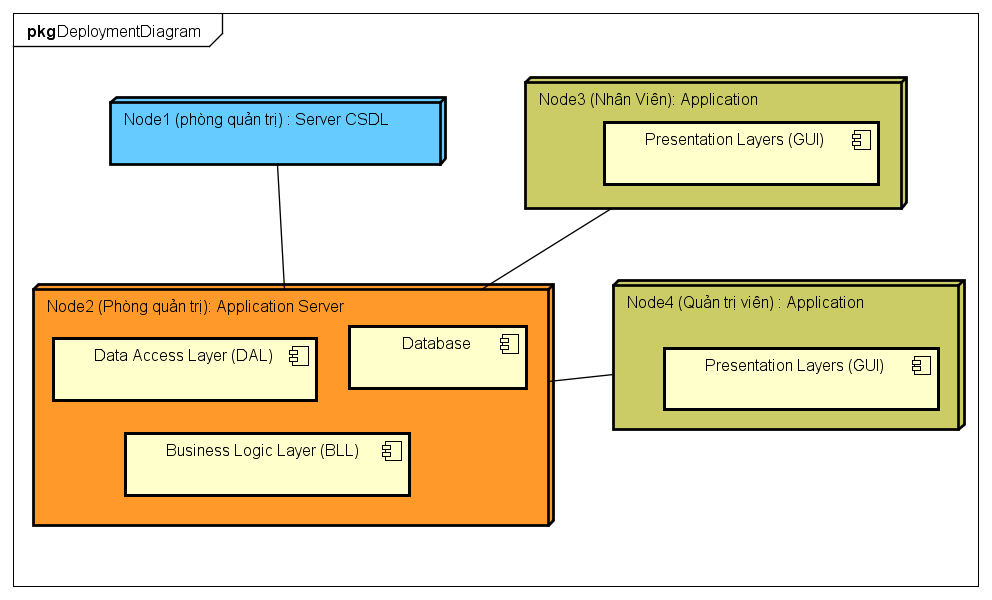 pkgDeploymentDiagram
Node1 (phòng quản trị) : Server CSDL
Node3 (Nhân Viên): Application
Presentation Layers (GUI)
Node2 (Phòng quản trị): Application Server
Data Access Layer (DAL)
Database
Business Logic Layer (BLL)
Node4 (Quản trị viên) : Application
Presentation Layers (GUI)